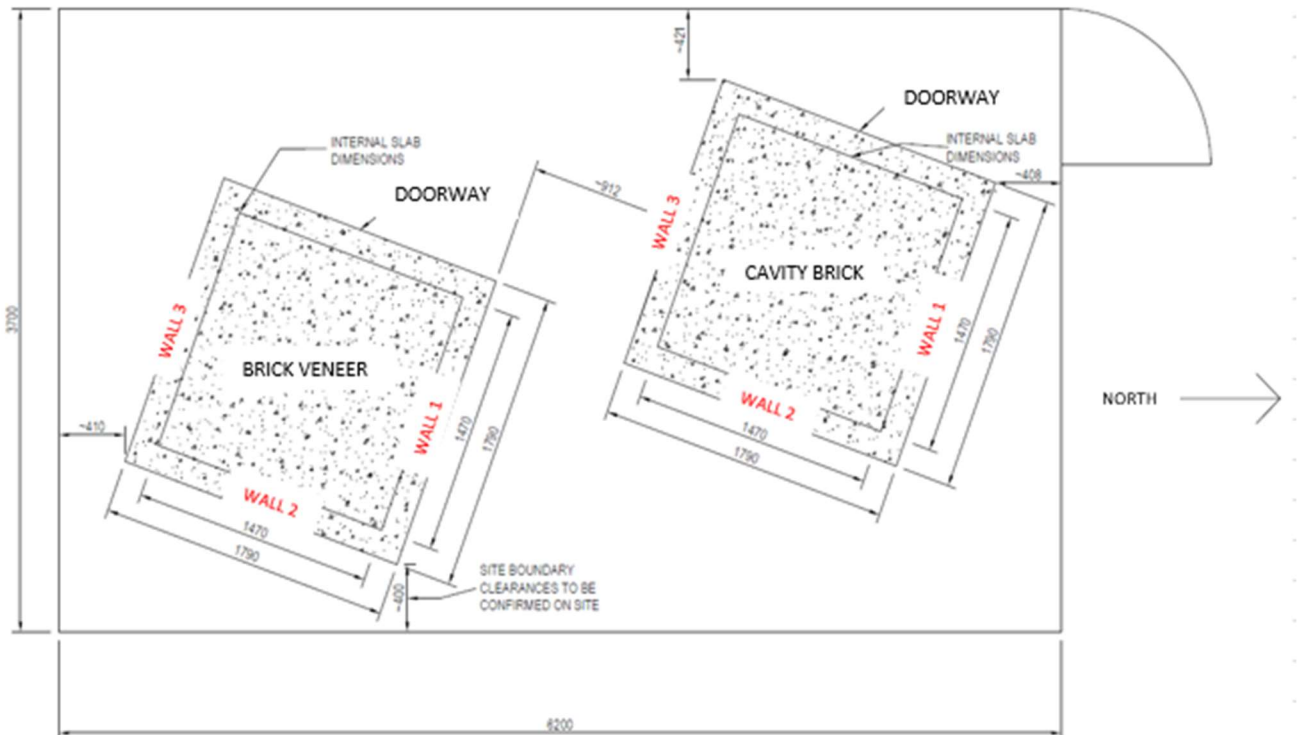 ~421
DOORWAY
INTERNAL SLAB
DIMENSIONS
INTERNAL SLAB
DIMENSIONS
~408
DOORWAY
~912
WALL 3
CAVITY BRICK
WALL 1
1470
1790
3700
WALL 3
BRICK VENEER
WALL 2
1470
1790
NORTH
WALL 1
1470
1790
~410
WALL 2
1470
1790
SITE BOUNDARY
CLEARANCES TO BE
CONFIRMED ON SITE
~400
6200